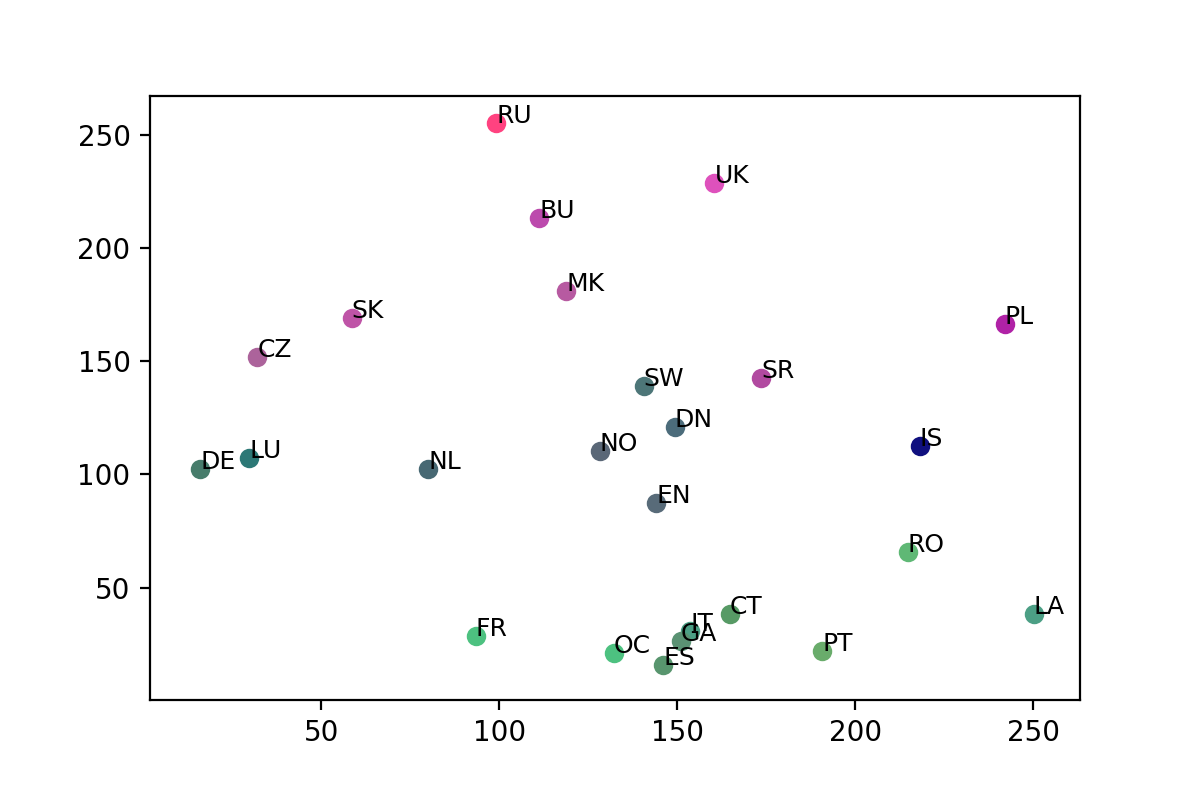 RU
250
UK
BU
200
MK
SK
PL
CZ
150
SR
SW
DN
NO
IS
LU
DE
NL
100
EN
RO
50
CT
LA
FR
IT
GA
OC
PT
ES
50 100 150 200 250